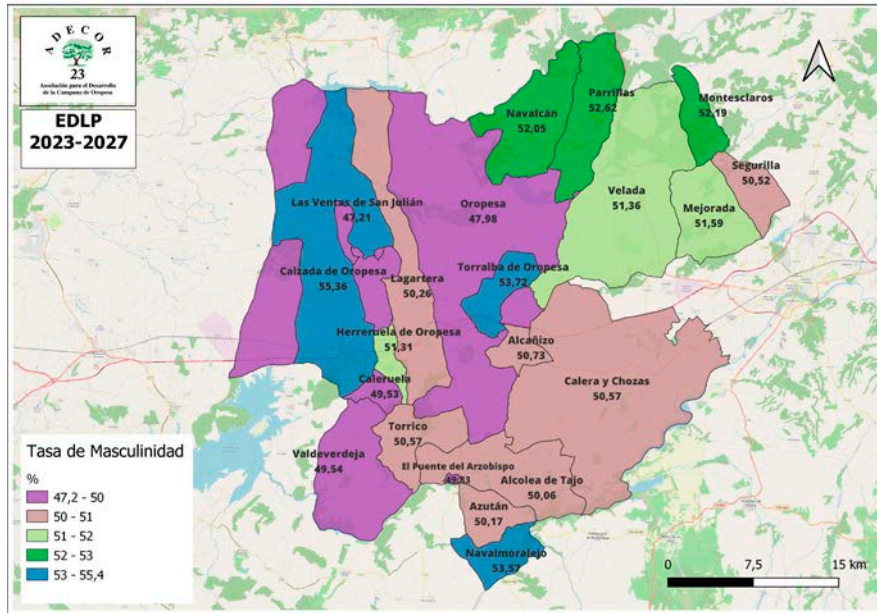 ADECOR
23
Asociación para el Desarrollo
de la Campana de Oropesa
EDLP
2023-2027
Navalcán
52,05
Parrillas
52,62
Montesclaros
52,19
Segurilla
50,52
Velada
51,36
Mejorada
51,59
Las Ventas de San Julián
47,21
Oropesa
47,98
Calzada de Oropesa
55,36
Lagartera
50,26
Torralba de Oropesa
53,72
Herreruela de Oropesa
51,31
Alcañizo
50,73
Caleruela
49,53
Calera y Chozas
50,57
Torrico
50,57
Valdeverdeja
49,54
El Puente del Arzobispo
Alcolea de Tajo
50,06
Azután
50,17
Navalmoralejo
53,57
Tasa de Masculinidad
%
47,2 - 50
50 - 51
51 - 52
52 - 53
53 - 55,4
0 7,5 15 km